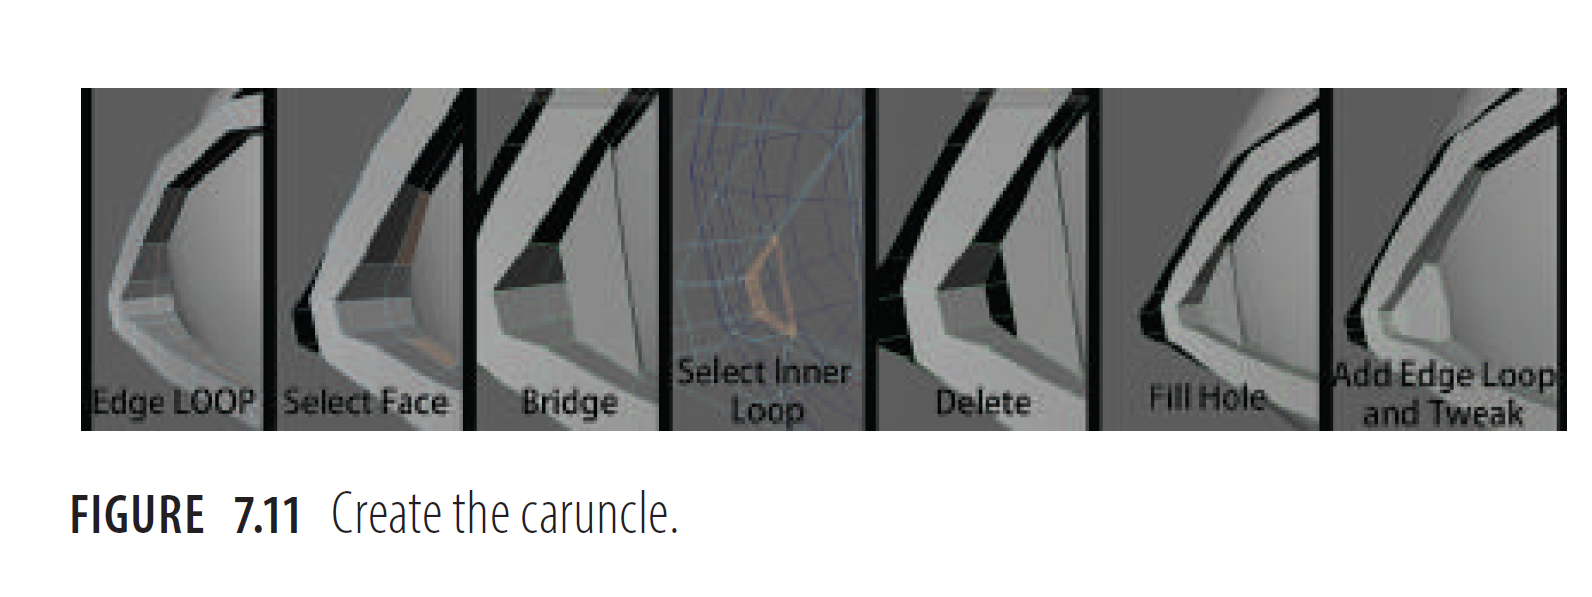 Edge LOOP
Select Face
Bridge
Select Inner
Loop
Delete
Fill Hole
Add Edge Loop
and Tweak
FIGURE 7.11 Create the caruncle.